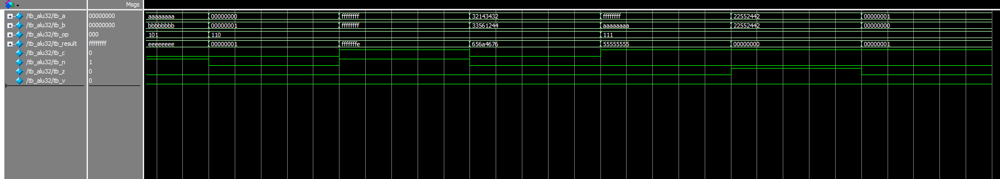 Msgs
/tb_alu32/tb_a 00000000 aaaaaaaa 00000000 ffffffff 32143432 ffffffff 22552442 00000001
/tb_alu32/tb_b 00000000 bbbbbbbb 00000001 ffffffff 33561244 aaaaaaaa 22552442 00000000
/tb_alu32/tb_op 000 101 110 111
/tb_alu32/tb_result ffffffff eeeeeeee 00000001 fffffffe 656a4676 55555555 00000000 00000001
/tb_alu32/tb_c 0
/tb_alu32/tb_n 1
/tb_alu32/tb_z 0
/tb_alu32/tb_v 0